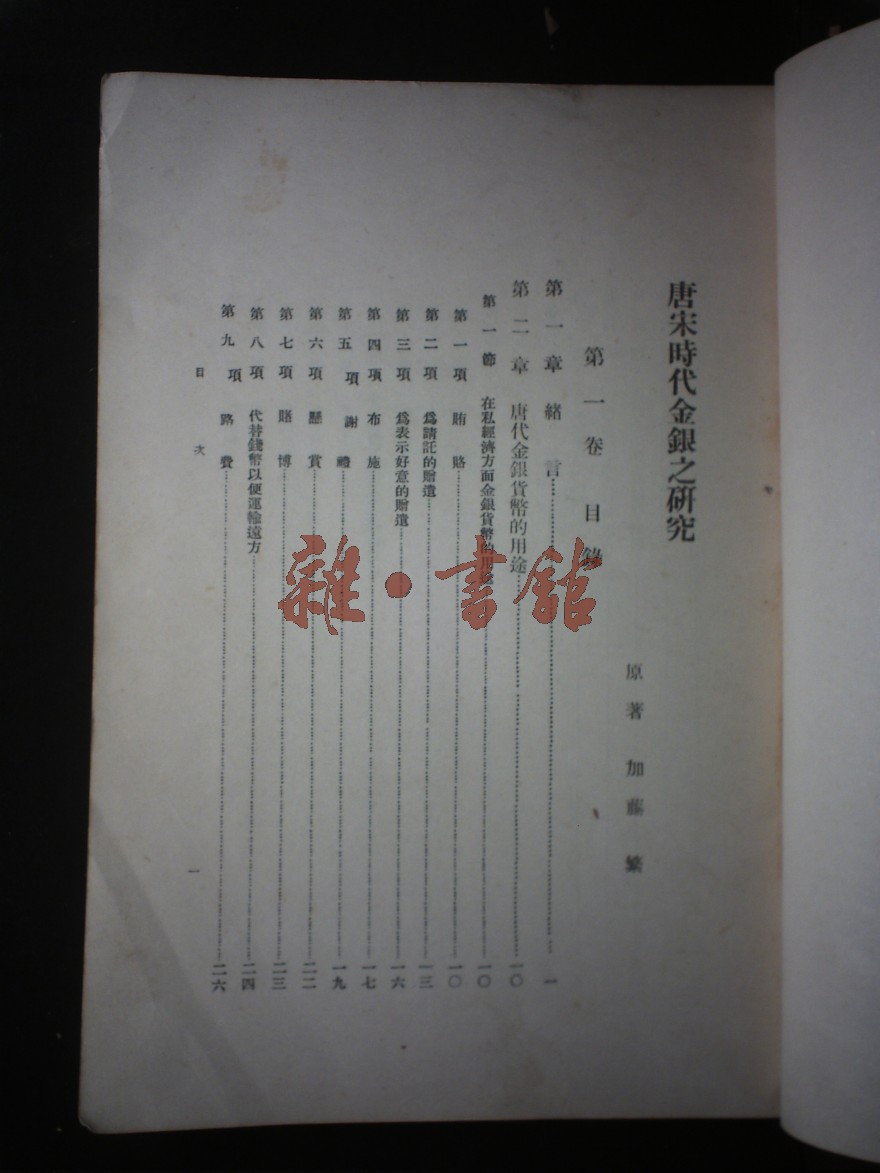 唐宋時代金銀之硏究
原著 加藤繁
第一卷 目錄
第一章 緒言 一
第二章 唐代金銀貨幣的用途 一〇
第一節 在私經濟方面金銀貨幣的用途 一〇
第一項 賄賂 一〇
第二項 爲請託的贈遺 一三
第三項 爲表示好意的贈遺 一六
第四項 布施 一七
第五項 謝禮 一九
第六項 懸賞 二二
第七項 賭博 二三
第八項 代替錢幣以便運輸遠方 二四
第九項 路費 二六
目次
一
雜·書館